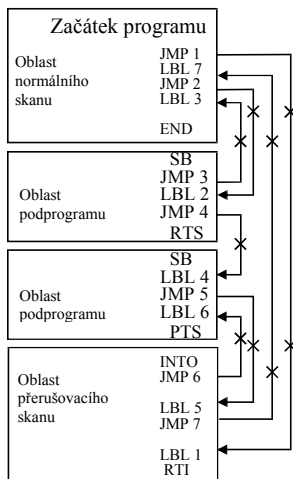 Začátek programu
Oblast
normálního
skanu
JMP 1
LBL 7
JMP 2
LBL 3
END
Oblast
podprogramu
SB
JMP 3
LBL 2
JMP 4
RTS
Oblast
podprogramu
SB
LBL 4
JMP 5
LBL 6
PTS
Oblast
přerušovacího
skanu
INTO
JMP 6
LBL 5
JMP 7
LBL 1
RTI